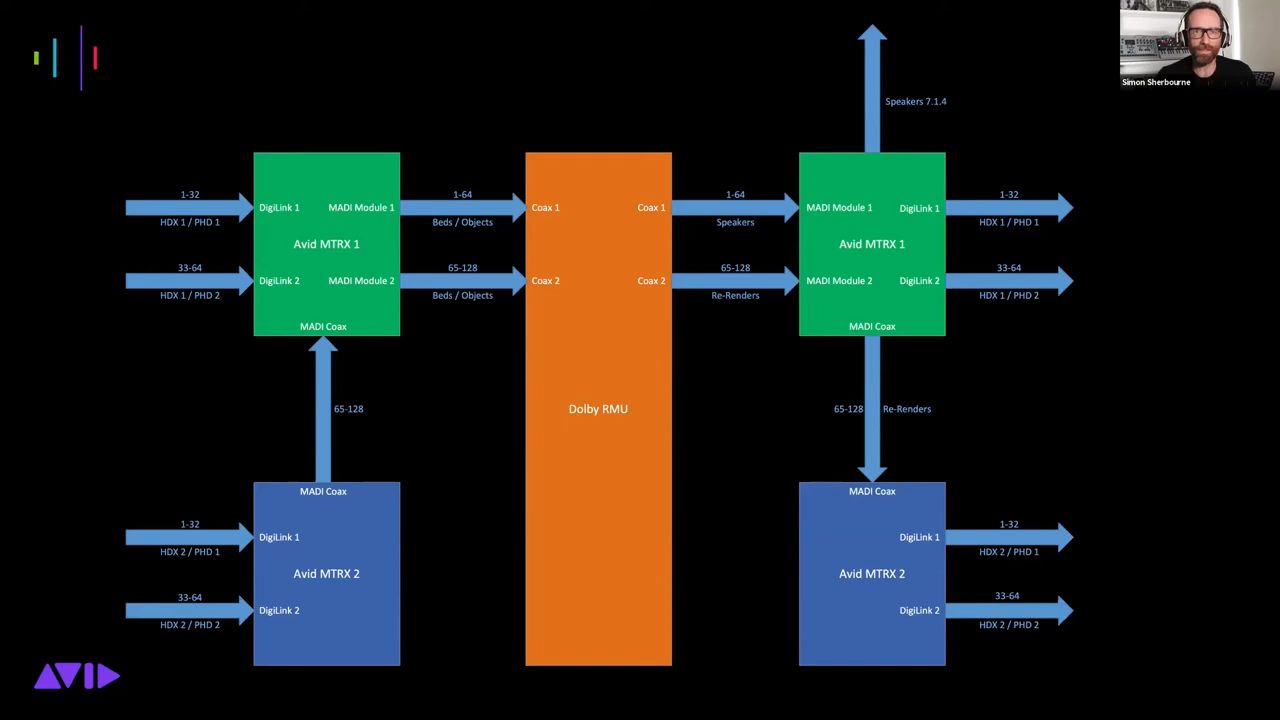 Simon Sherbourne
Speakers 7.1.4
1-32
HDX 1 / PHD 1
33-64
HDX 1 / PHD 2
DigiLink 1
MADI Module 1
Avid MTRX 1
DigiLink 2
MADI Module 2
MADI Coax
1-64
Beds / Objects
65-128
Beds / Objects
Coax 1
Coax 1
Coax 2
Coax 2
Dolby RMU
1-64
Speakers
65-128
Re-Renders
MADI Module 1
DigiLink 1
Avid MTRX 1
MADI Module 2
DigiLink 2
MADI Coax
1-32
HDX 1 / PHD 1
33-64
HDX 1 / PHD 2
65-128
65-128
Re-Renders
1-32
HDX 2 / PHD 1
33-64
HDX 2 / PHD 2
MADI Coax
DigiLink 1
Avid MTRX 2
DigiLink 2
MADI Coax
DigiLink 1
Avid MTRX 2
DigiLink 2
1-32
HDX 2 / PHD 1
33-64
HDX 2 / PHD 2
AVID